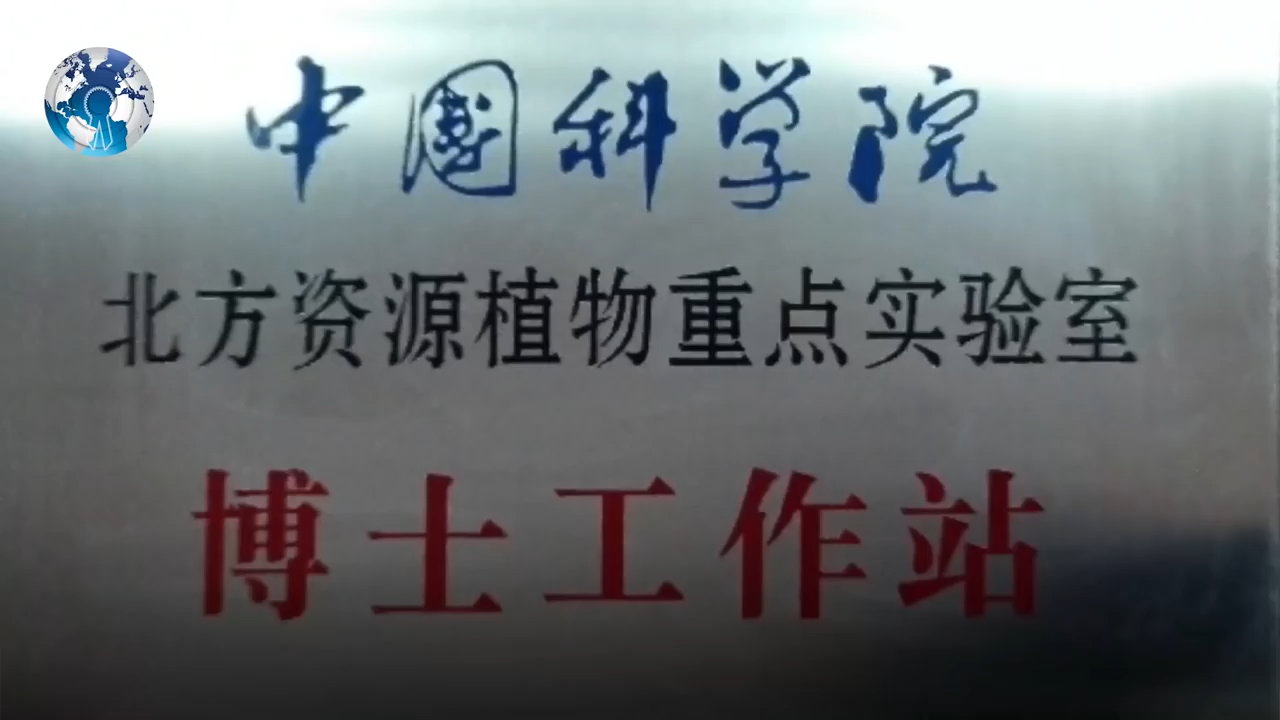 中国科学院
北方资源植物重点实验室
博士工作站